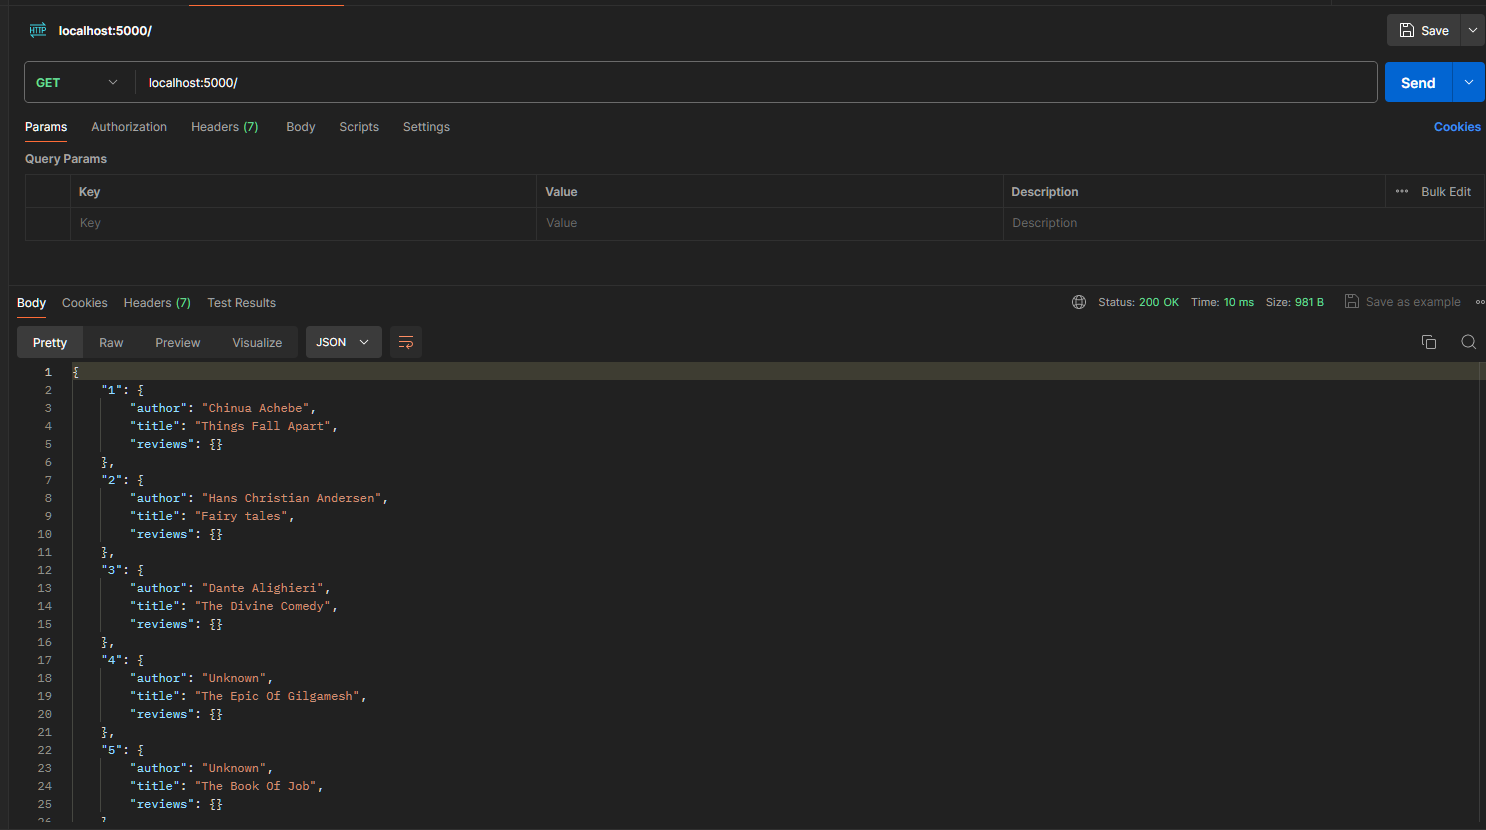 HTTP localhost:5000/ Save
GET localhost:5000/ Send
Params Authorization Headers (7) Body Scripts Settings Cookies
Query Params
Key Value Description ••• Bulk Edit
Key Value Description
Body Cookies Headers (7) Test Results Status: 200 OK Time: 10 ms Size: 981 B Save as example
Pretty Raw Preview Visualize JSON
1 {
2 "1": {
3 "author": "Chinua Achebe",
4 "title": "Things Fall Apart",
5 "reviews": {}
6 },
7 "2": {
8 "author": "Hans Christian Andersen",
9 "title": "Fairy tales",
10 "reviews": {}
11 },
12 "3": {
13 "author": "Dante Alighieri",
14 "title": "The Divine Comedy",
15 "reviews": {}
16 },
17 "4": {
18 "author": "Unknown",
19 "title": "The Epic Of Gilgamesh",
20 "reviews": {}
21 },
22 "5": {
23 "author": "Unknown",
24 "title": "The Book Of Job",
25 "reviews": {}